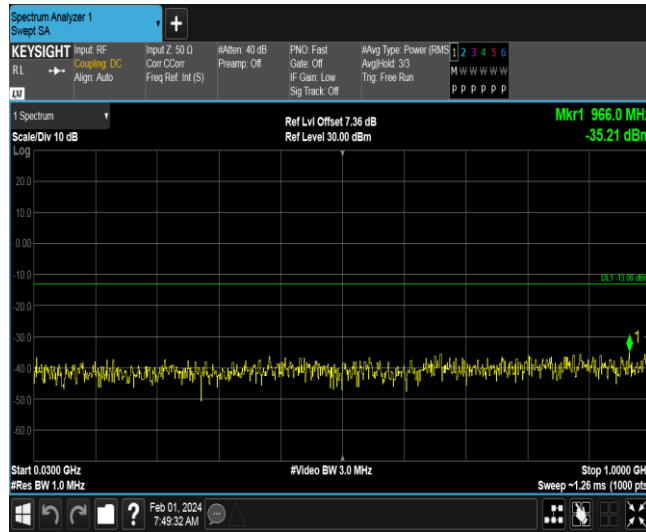 Spectrum Analyzer 1
Swept SA
+
KEYSIGHT
RL
LXI
Input: RF
Coupling: DC
Align: Auto
Input Z: 50 Ω
Corr CCorr
Freq Ref: Int (S)
#Atten: 40 dB
Preamp: Off
PNO: Fast
Gate: Off
IF Gain: Low
Sig Track: Off
#Avg Type: Power (RMS
Avg|Hold: 3/3
Trig: Free Run
1 2 3 4 5 6
M W W W W W
P P P P P P
1 Spectrum
Scale/Div 10 dB
Log
Ref Lvl Offset 7.36 dB
Ref Level 30.00 dBm
Mkr1 966.0 MHz
-35.21 dBm
20.0
10.0
0.00
-10.0
DL1 -13.00 dBm
-20.0
-30.0
1
-40.0
-50.0
-60.0
Start 0.0300 GHz
#Res BW 1.0 MHz
#Video BW 3.0 MHz
Stop 1.0000 GH
Sweep ~1.26 ms (1000 pts
?
Feb 01, 2024
7:49:32 AM